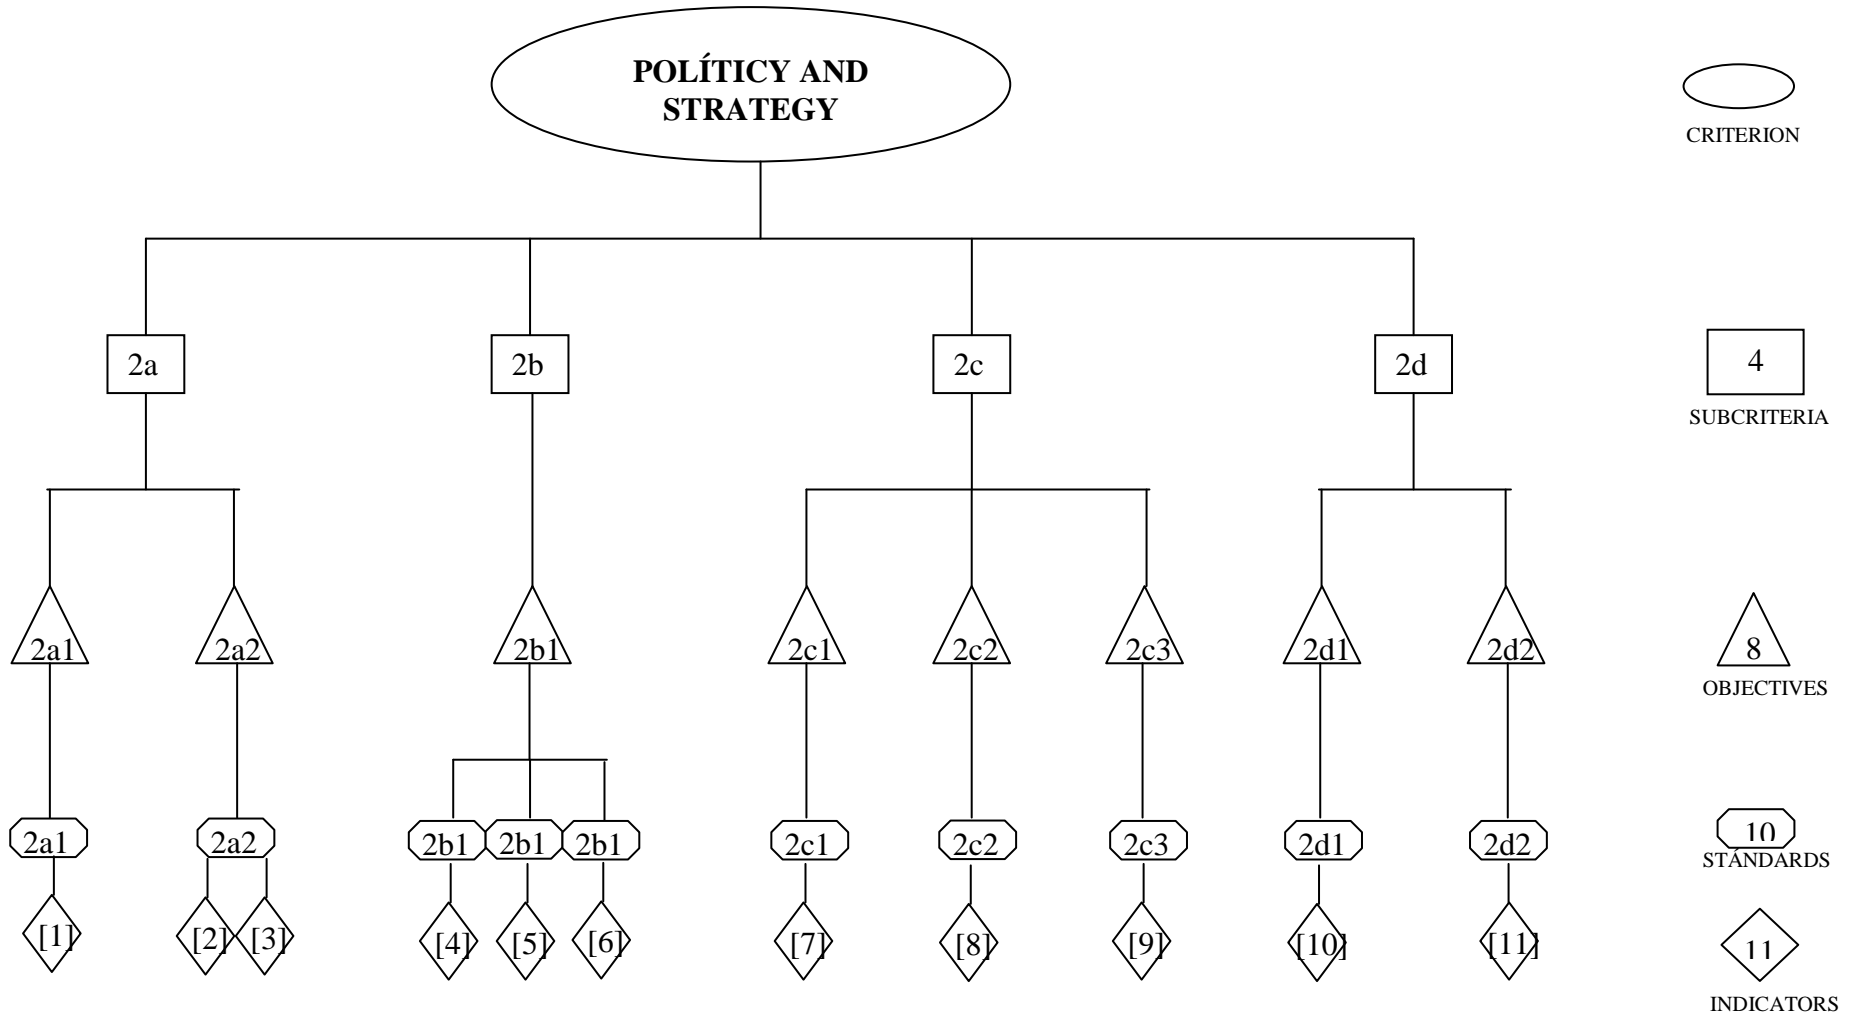 POLÍTICY AND
STRATEGY
CRITERION
2a
2b
2c
2d
4
SUBCRITERIA
2a1
2a2
2b1
2c1
2c2
2c3
2d1
2d2
8
OBJECTIVES
2a1
2a2
2b1
2b1
2b1
2c1
2c2
2c3
2d1
2d2
10
STÁNDARDS
[1]
[2]
[3]
[4]
[5]
[6]
[7]
[8]
[9]
[10]
[11]
11
INDICATORS